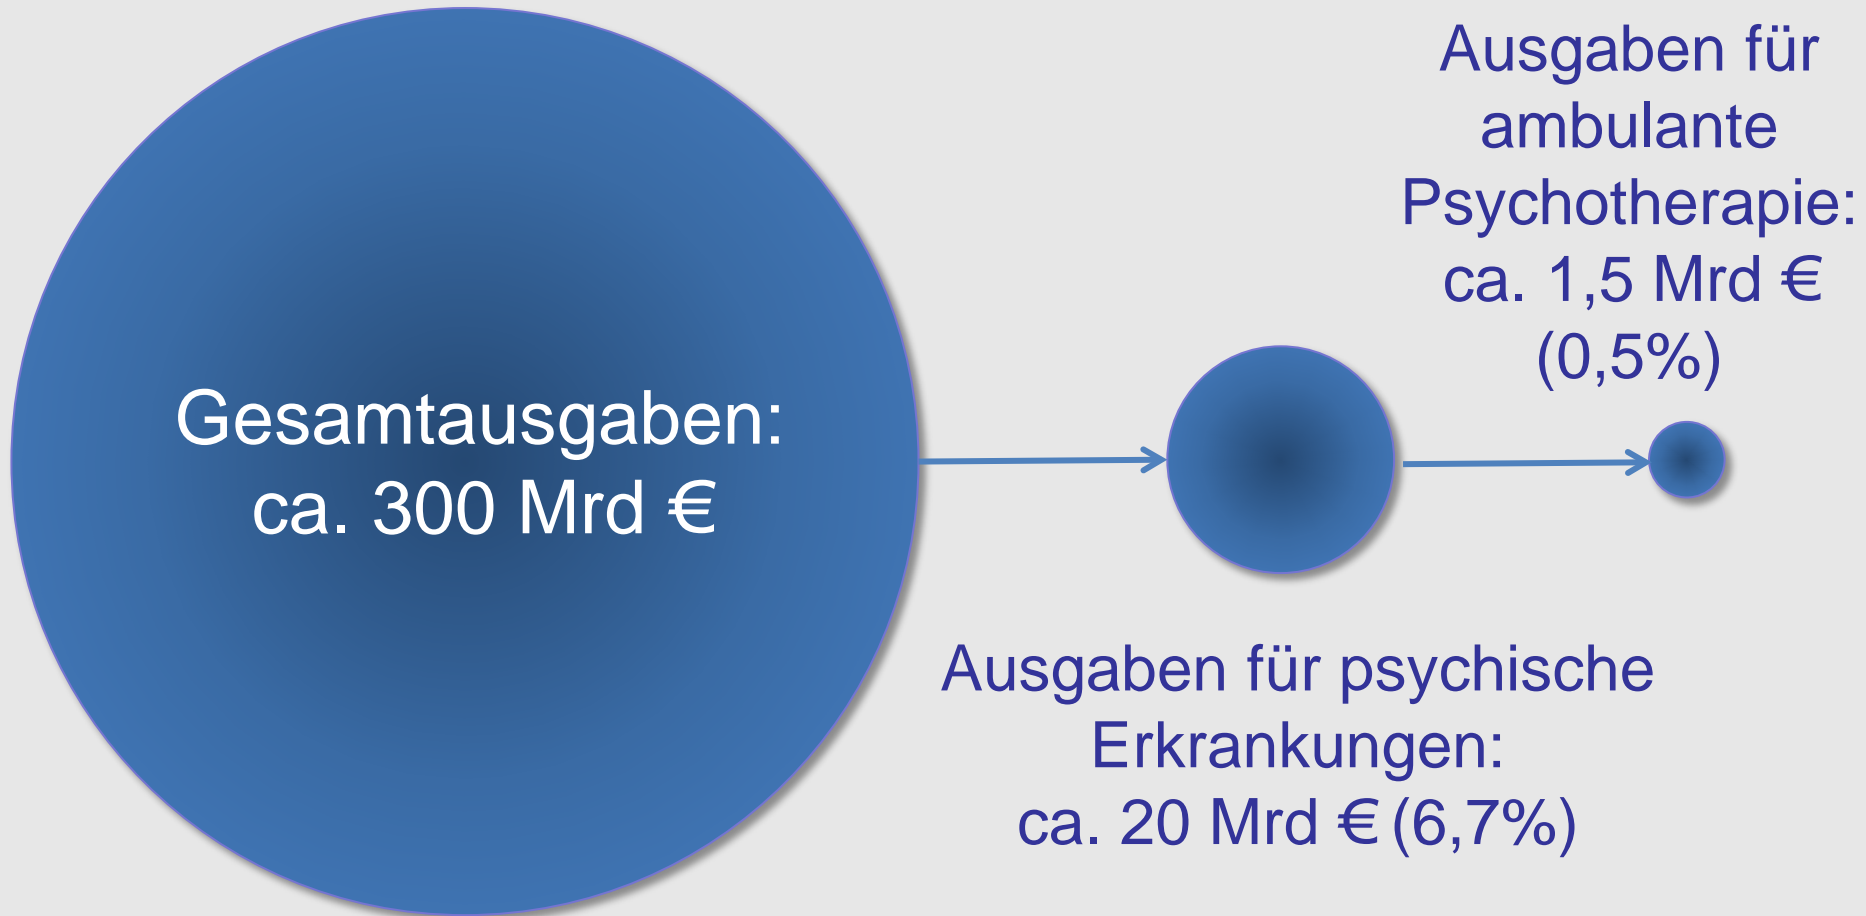 Gesamtausgaben:
ca. 300 Mrd €
Ausgaben für psychische
Erkrankungen:
ca. 20 Mrd € (6,7%)
Ausgaben für
ambulante
Psychotherapie:
ca. 1,5 Mrd €
(0,5%)